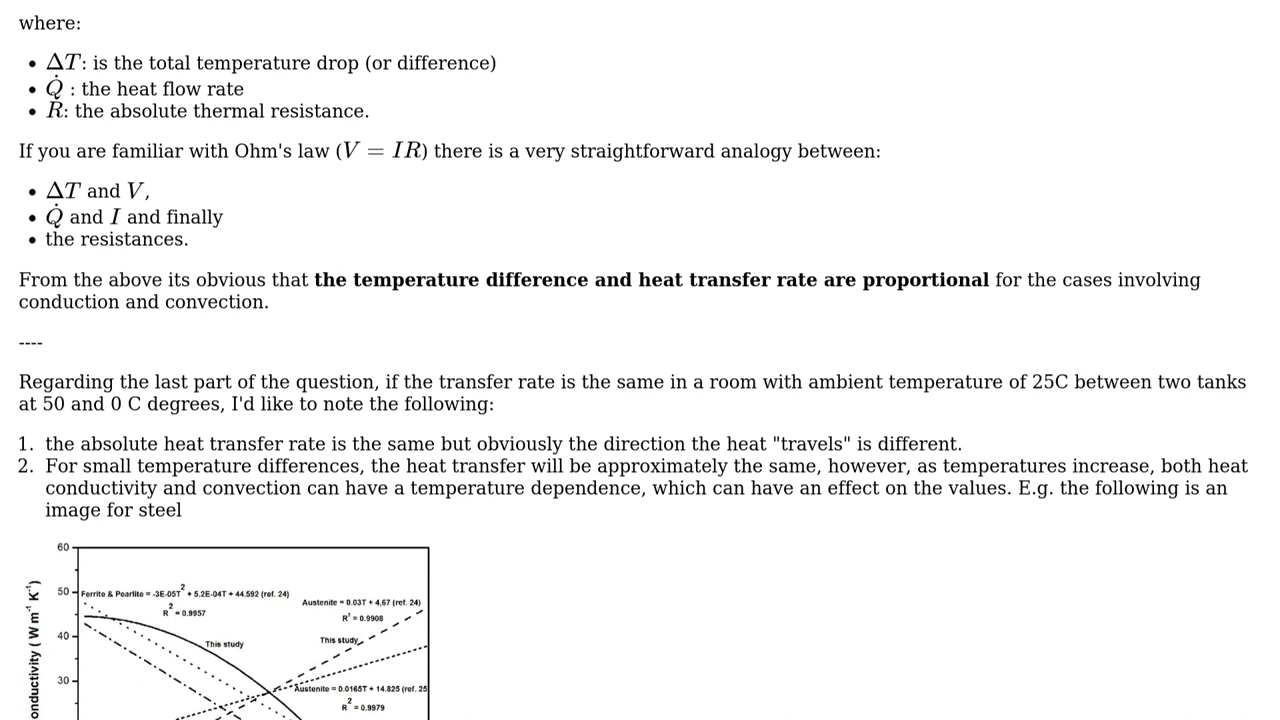 where:
• ΔT: is the total temperature drop (or difference)
• Q̇ : the heat flow rate
• R: the absolute thermal resistance.
If you are familiar with Ohm's law (V = IR) there is a very straightforward analogy between:
• ΔT and V,
• Q̇ and I and finally
• the resistances.
From the above its obvious that the temperature difference and heat transfer rate are proportional for the cases involving
conduction and convection.
----
Regarding the last part of the question, if the transfer rate is the same in a room with ambient temperature of 25C between two tanks
at 50 and 0 C degrees, I'd like to note the following:
1. the absolute heat transfer rate is the same but obviously the direction the heat "travels" is different.
2. For small temperature differences, the heat transfer will be approximately the same, however, as temperatures increase, both heat
conductivity and convection can have a temperature dependence, which can have an effect on the values. E.g. the following is an
image for steel
60
50
40
30
onductivity ( W m⁻¹ K⁻¹)
Ferrite & Pearlite = -3E-05T² + 5.2E-04T + 44.592 (ref. 24)
R² = 0.9957
This study
Austenite = 0.03T + 4,67 (ref. 24)
R² = 0.9908
This study
Austenite = 0.0165T + 14.825 (ref. 25
R² = 0.9979